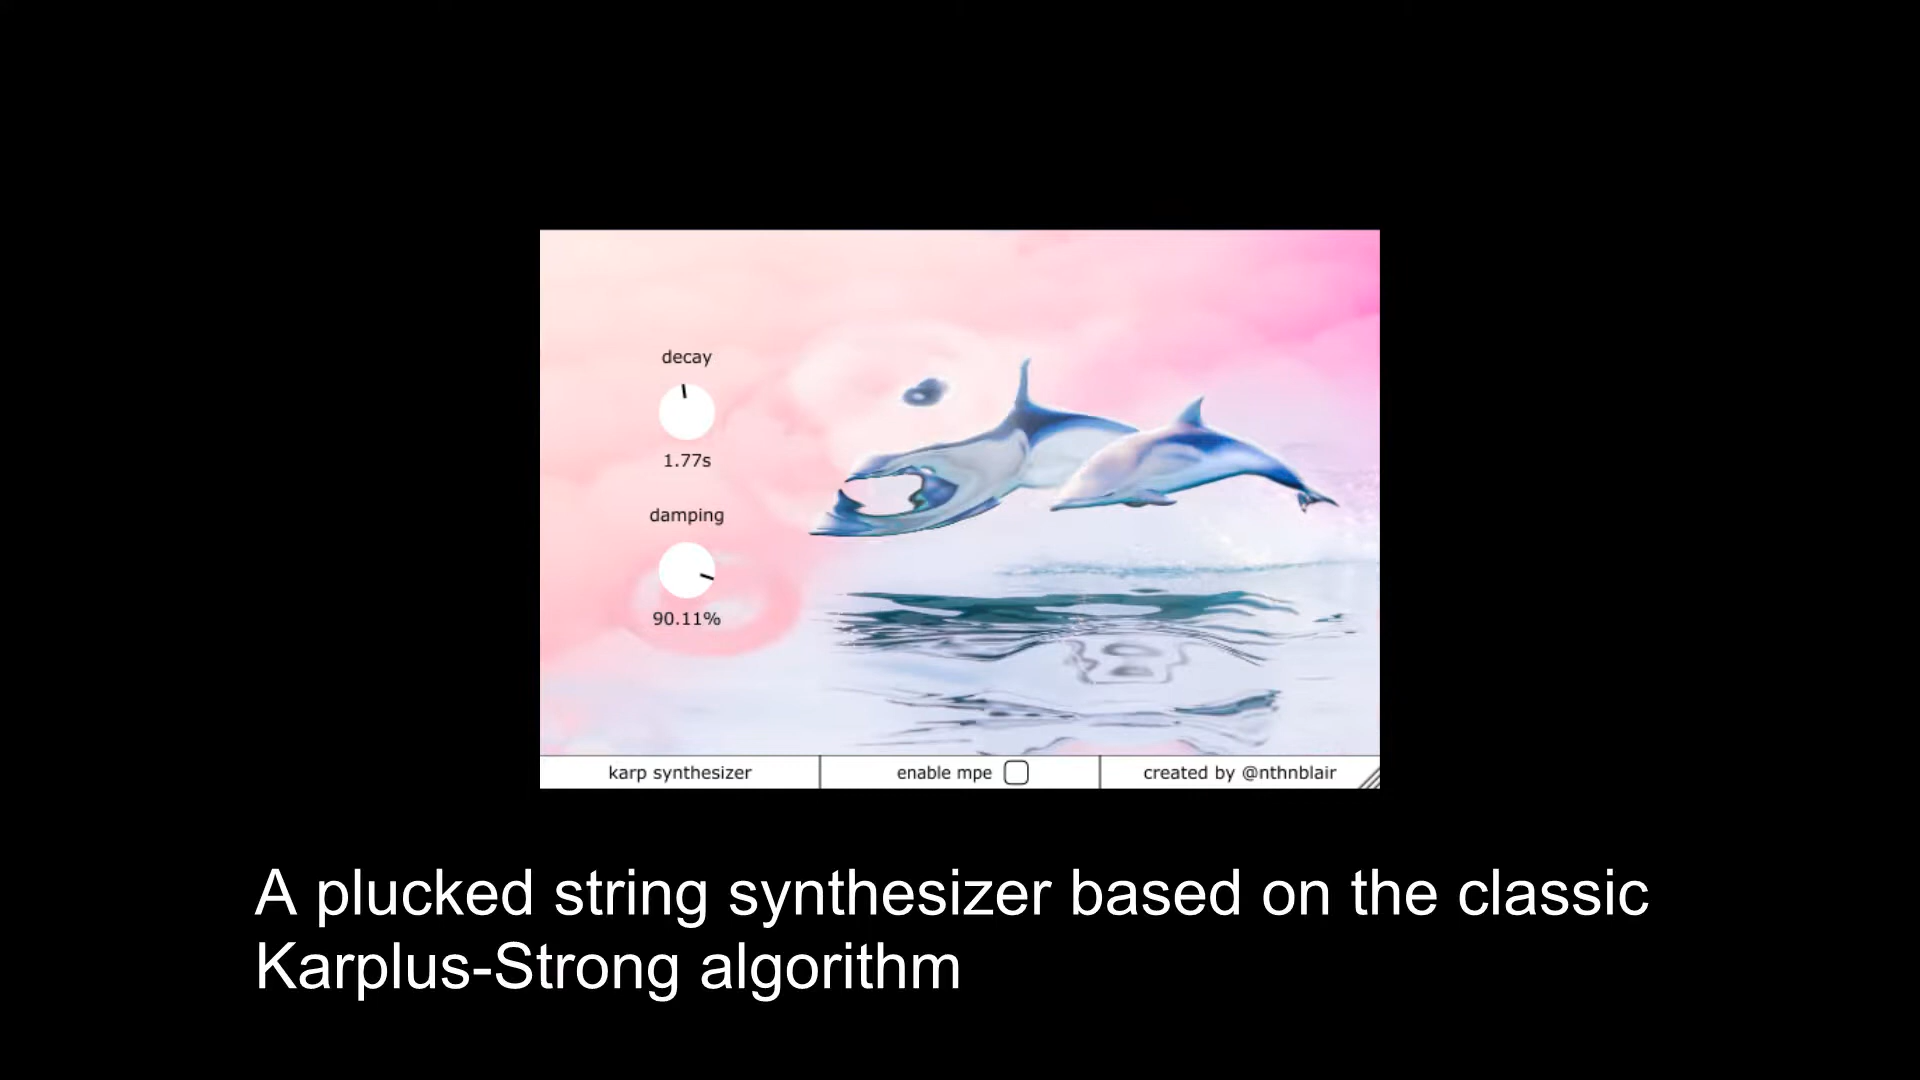 decay
1.77s
damping
90.11%
karp synthesizer
enable mpe
created by @nthnblair
A plucked string synthesizer based on the classic
Karplus-Strong algorithm